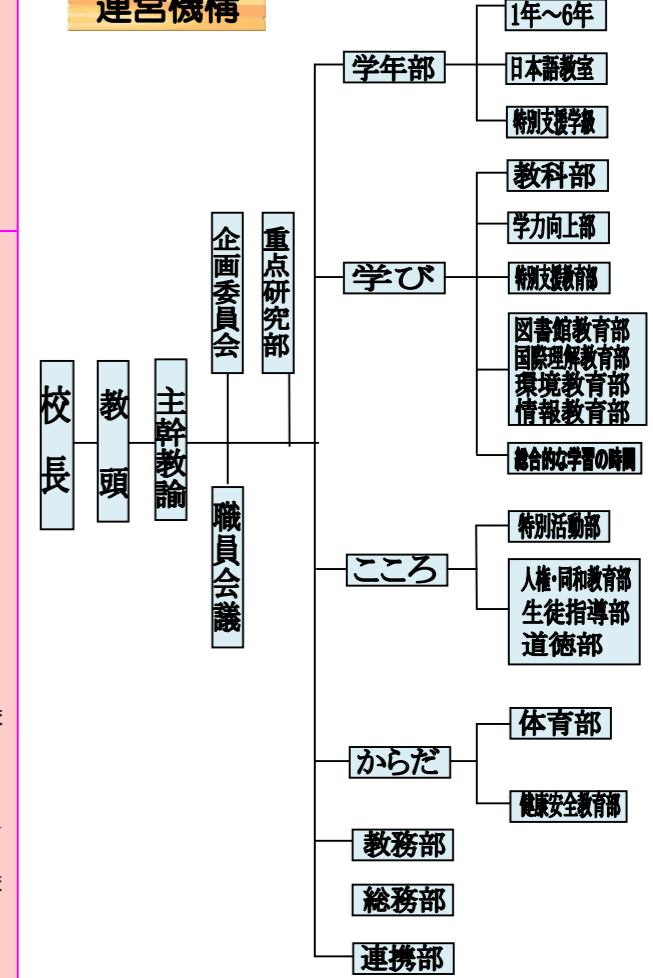 運営機構
校長
教頭
主幹教諭
企画委員会
重点研究部
職員会議
学年部
1年～6年
日本語教室
特別支援学級
学び
教科部
学力向上部
特別支援教育部
図書館教育部
国際理解教育部
環境教育部
情報教育部
総合的な学習の時間
こころ
特別活動部
人権・同和教育部
生徒指導部
道徳部
からだ
体育部
健康安全教育部
教務部
総務部
連携部